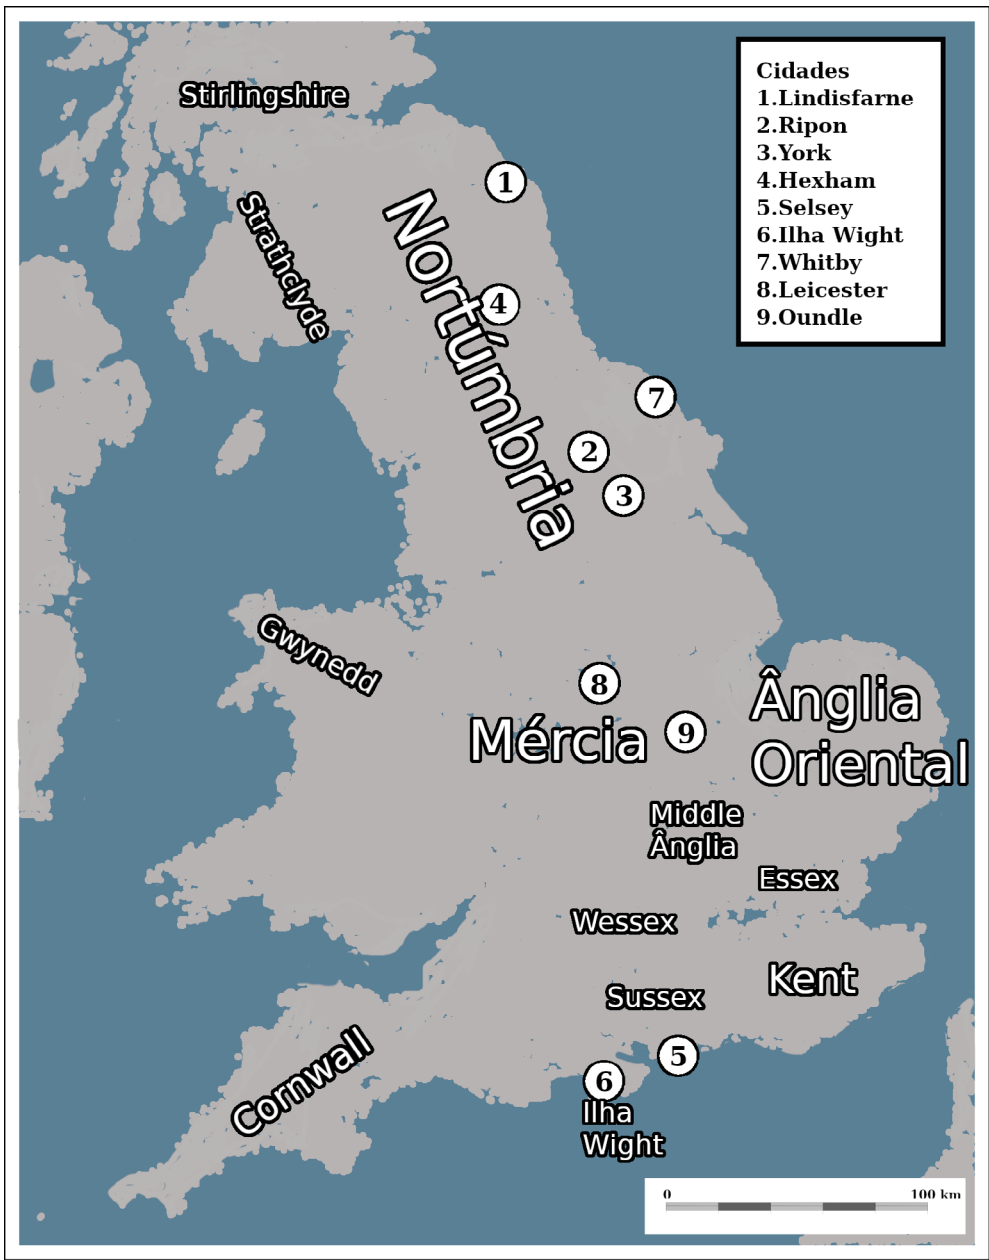 Cidades
1.Lindisfarne
2.Ripon
3.York
4.Hexham
5.Selsey
6.Ilha Wight
7.Whitby
8.Leicester
9.Oundle
Stirlingshire
1
Strathclyde
Nortúmbria
4
7
2
3
Gwynedd
8
9
Mércia
Ânglia
Oriental
Middle
Ânglia
Essex
Wessex
Kent
Sussex
5
6
Ilha
Wight
Cornwall
0 100 km